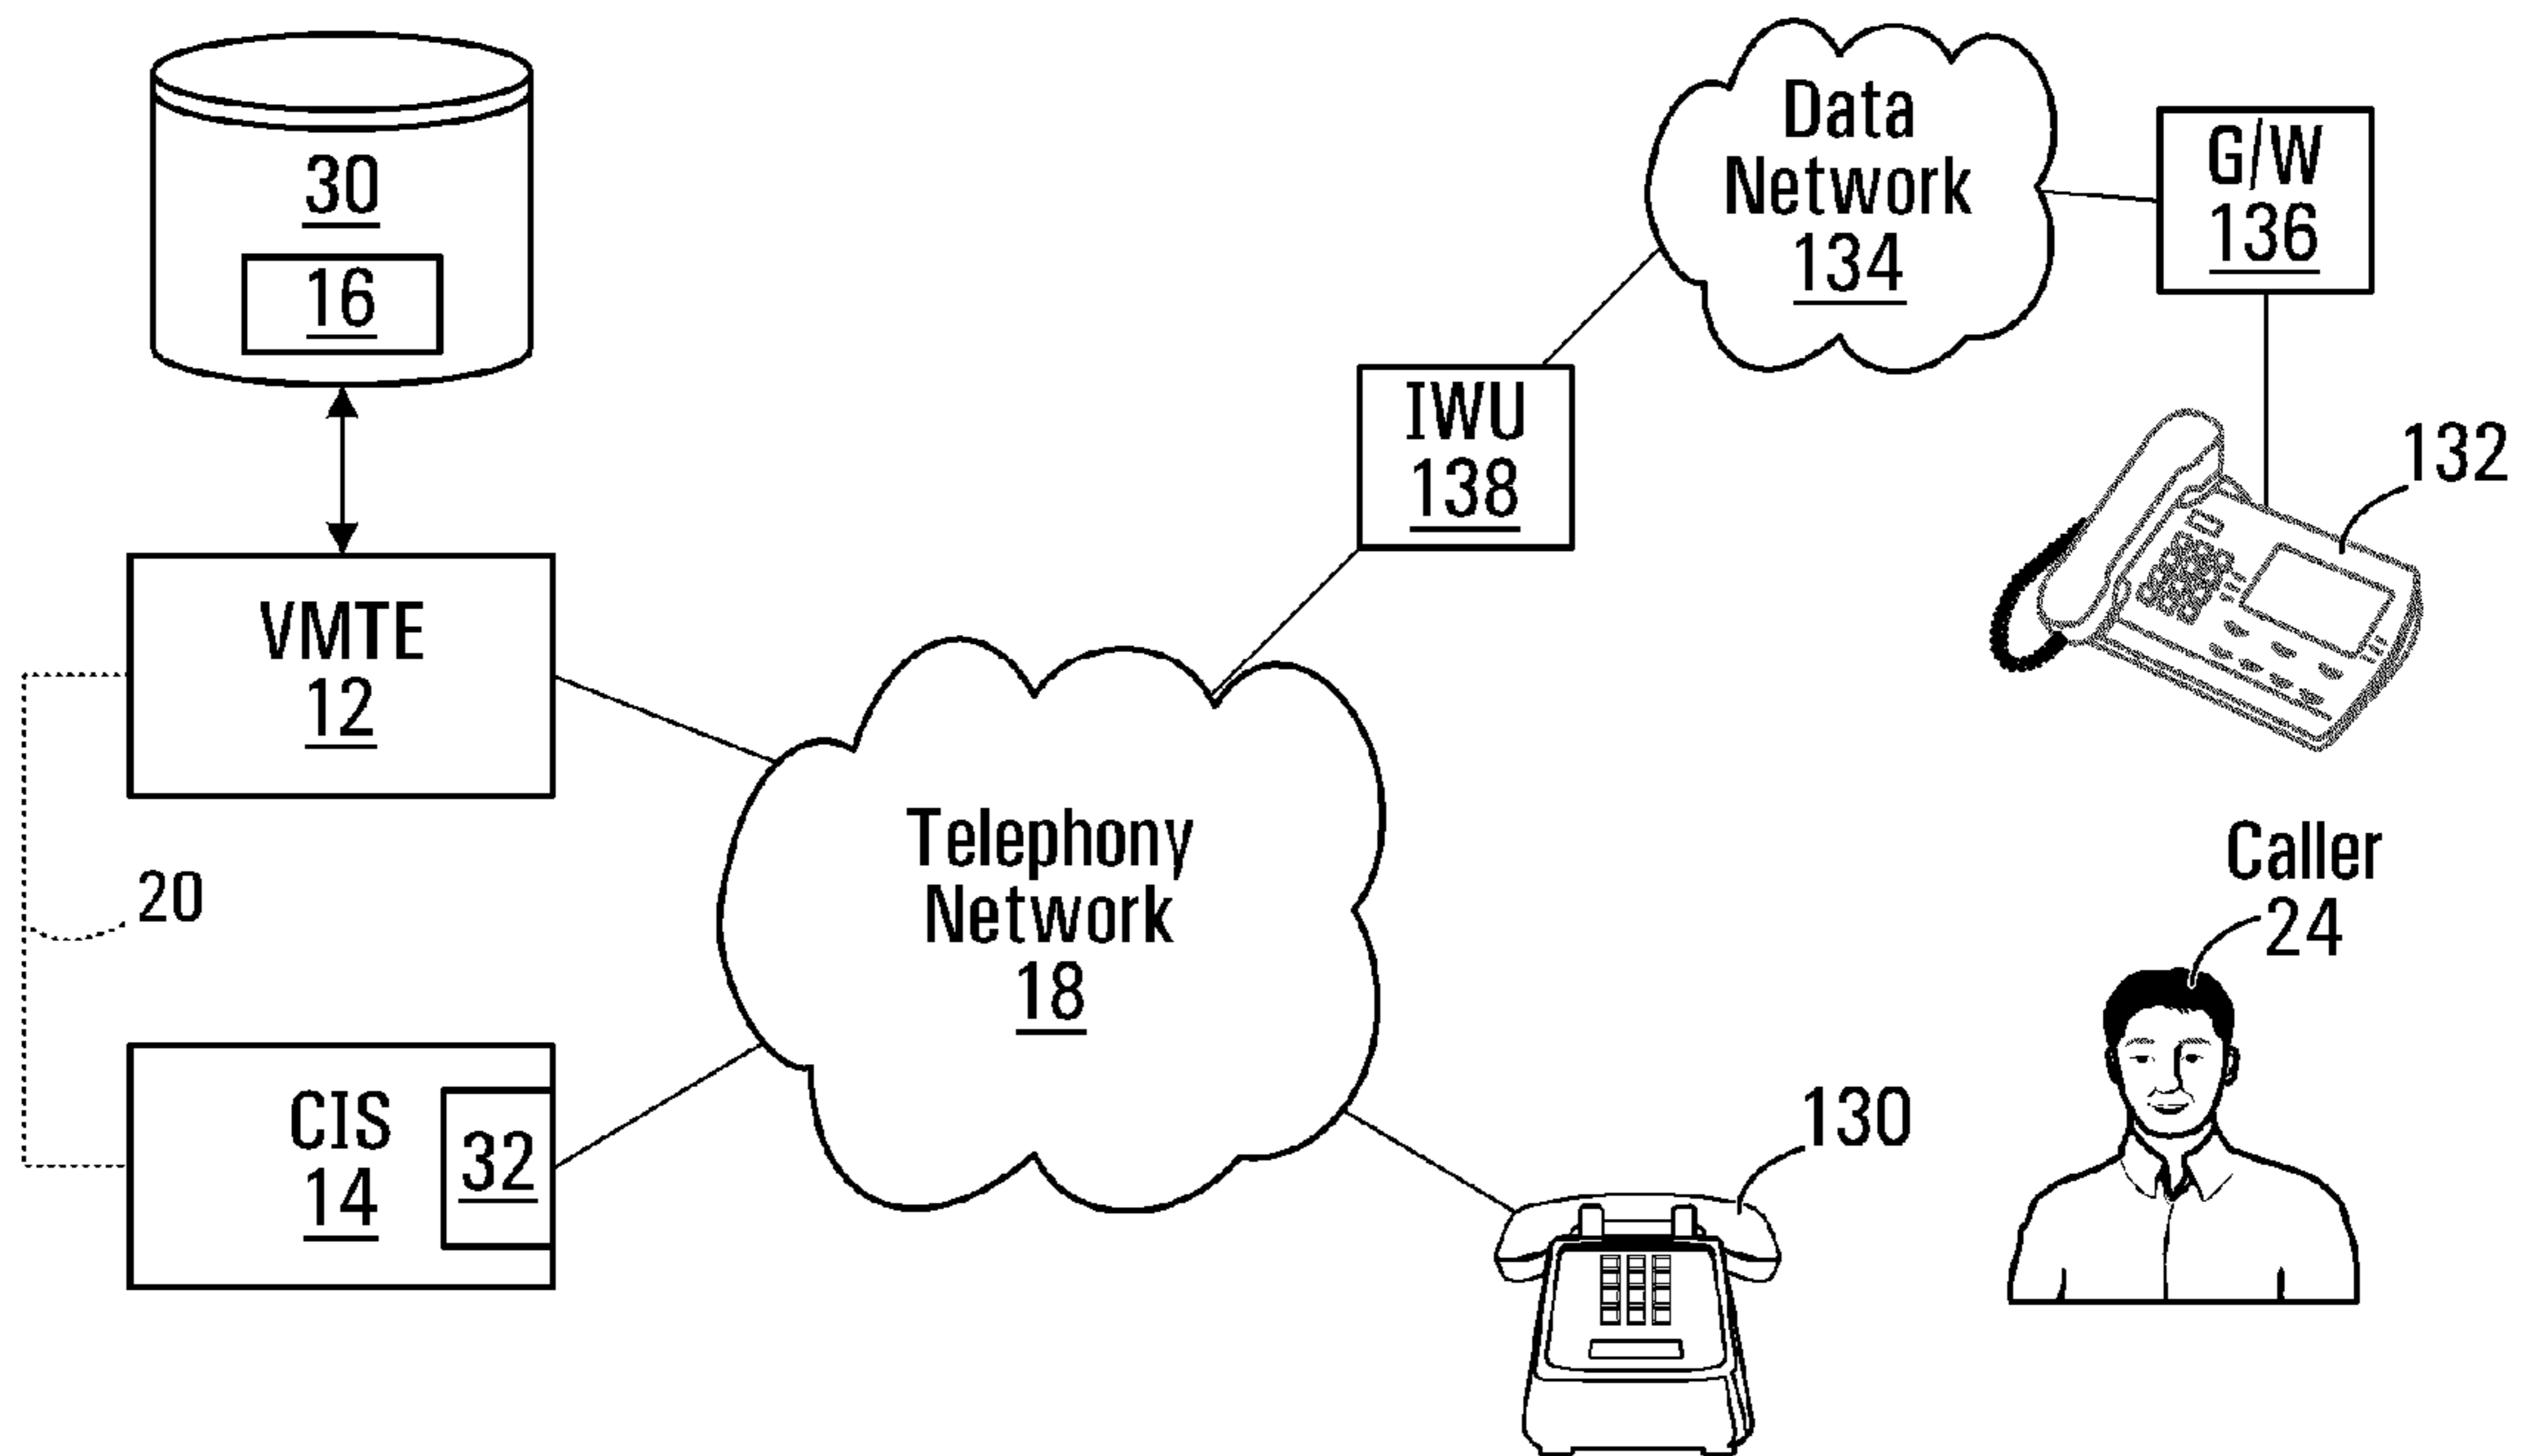 30
16
VMTE
12
20
CIS
14
32
Telephony
Network
18
IWU
138
Data
Network
134
G/W
136
132
Caller
24
130